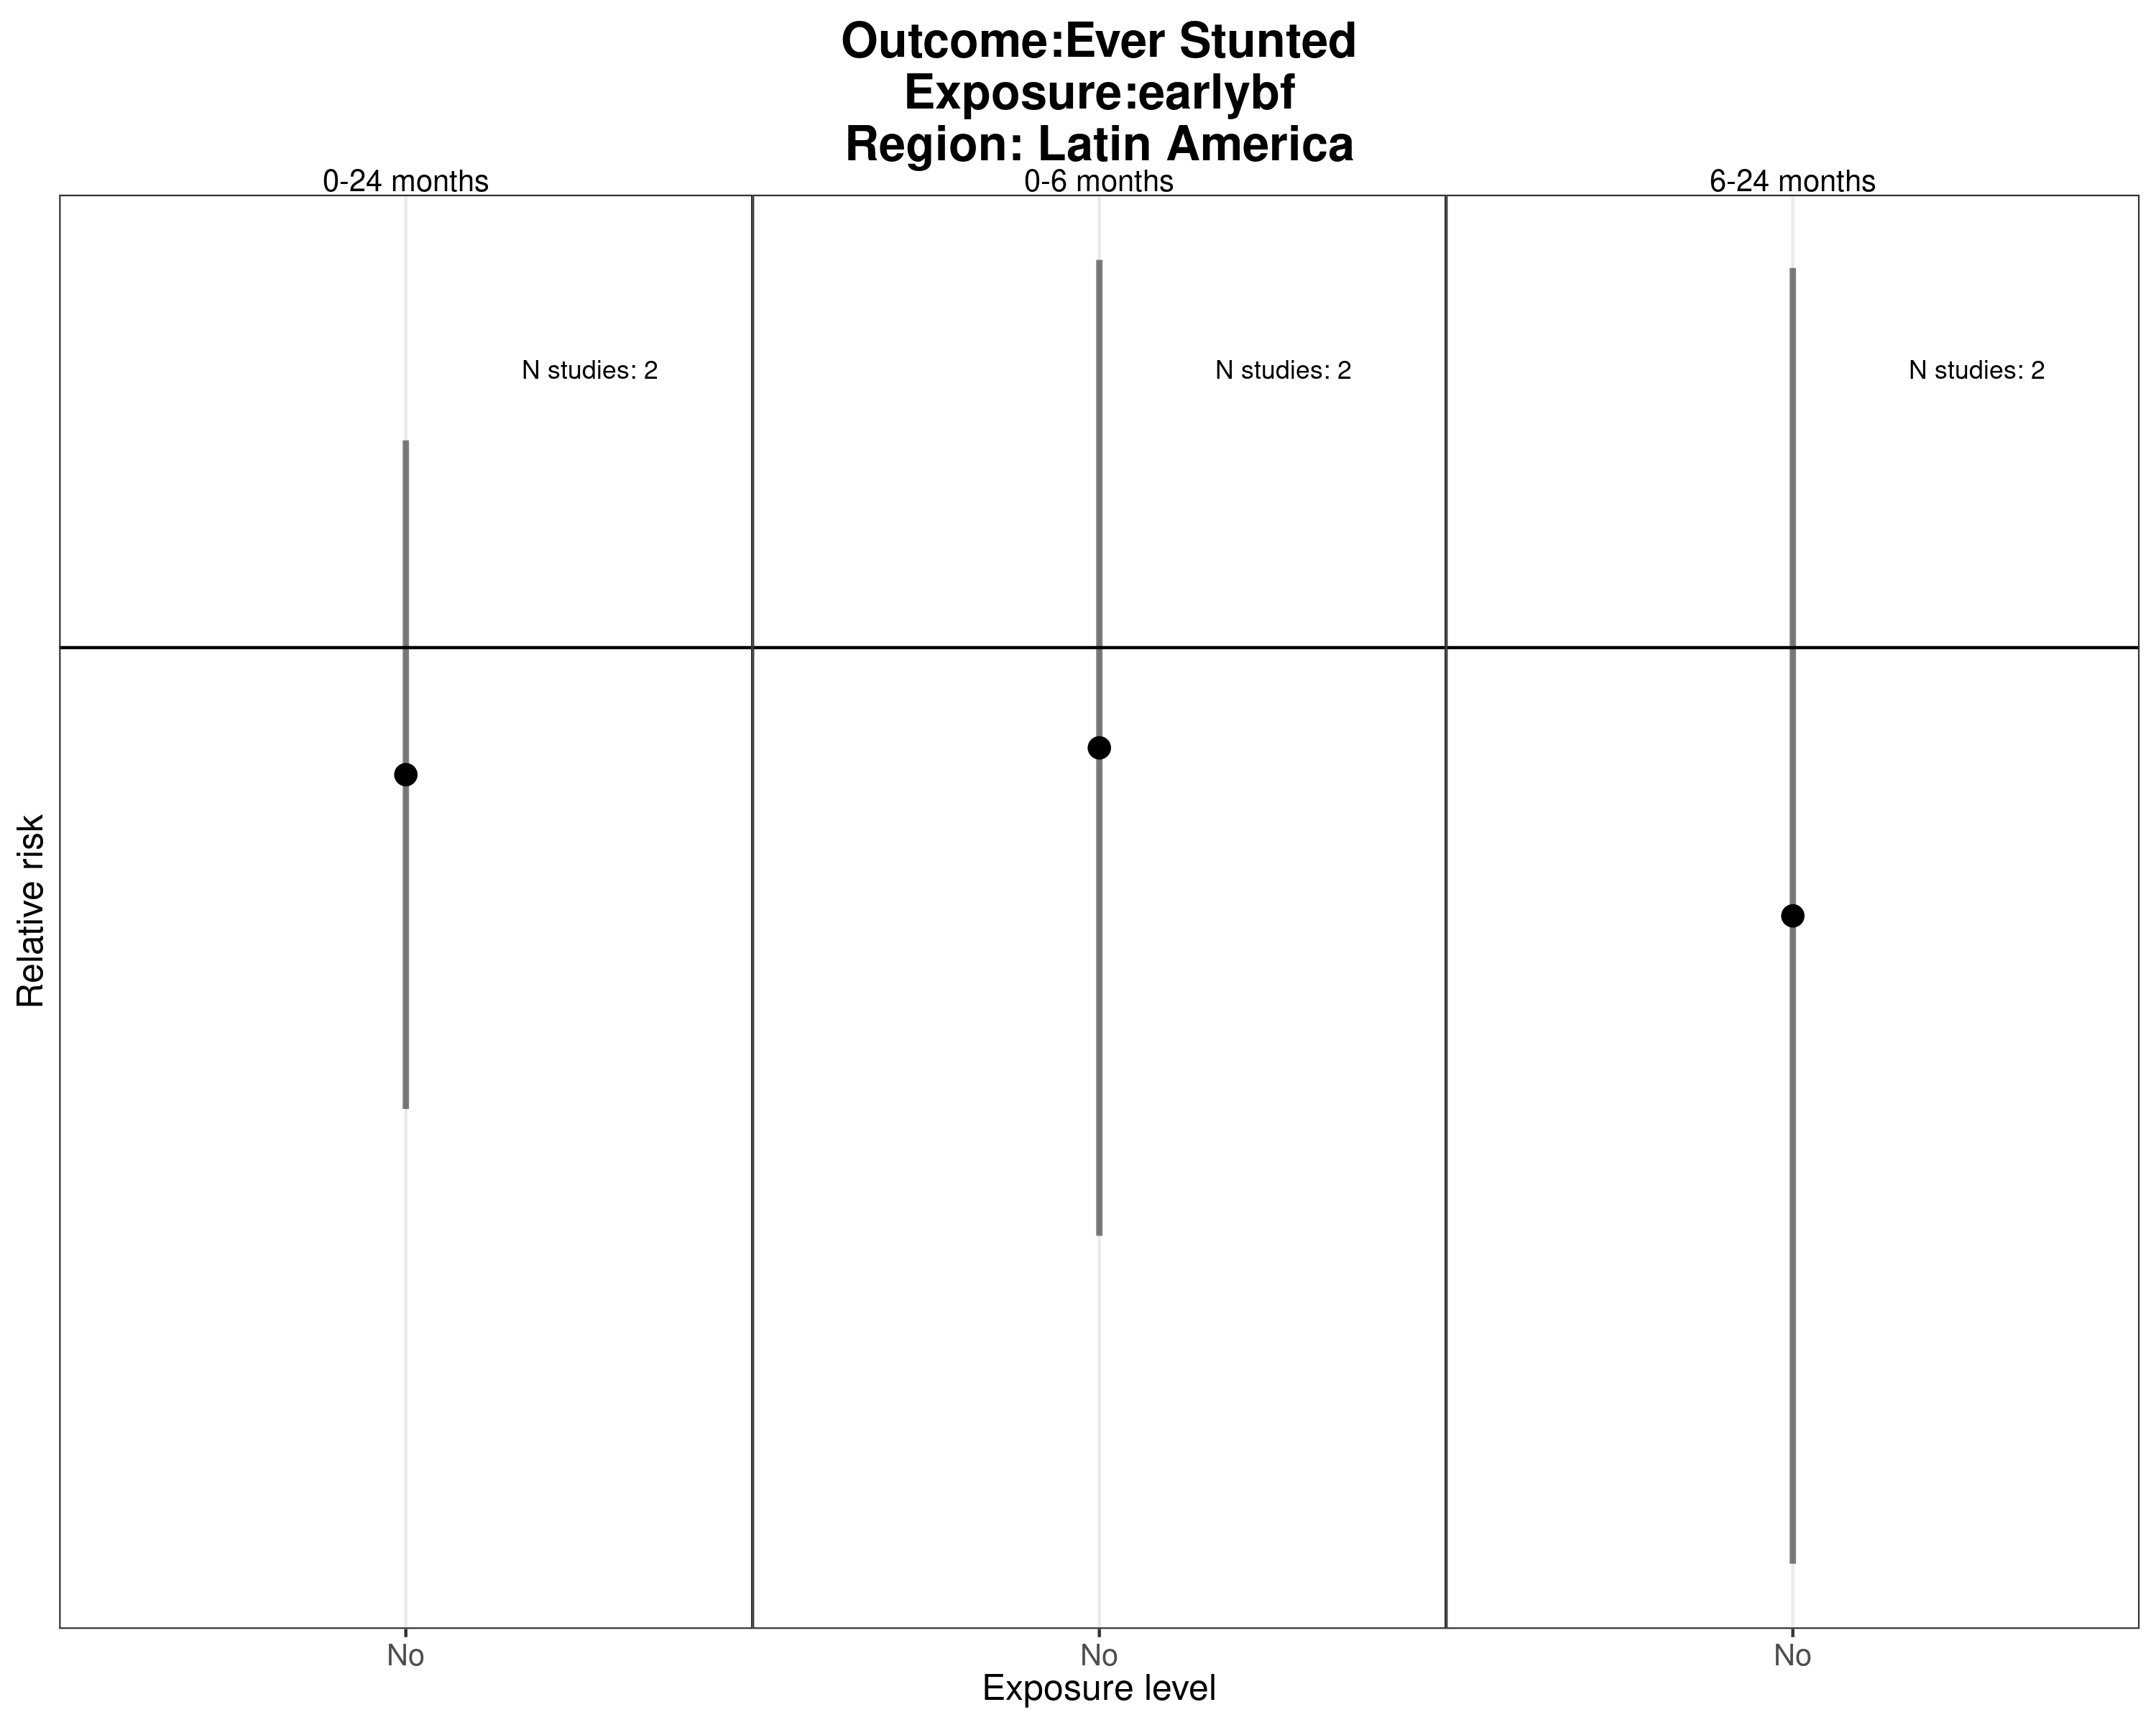 Outcome:Ever Stunted
Exposure:earlybf
Region: Latin America
0-24 months
0-6 months
6-24 months
N studies: 2
N studies: 2
N studies: 2
Relative risk
No
No
No
Exposure level